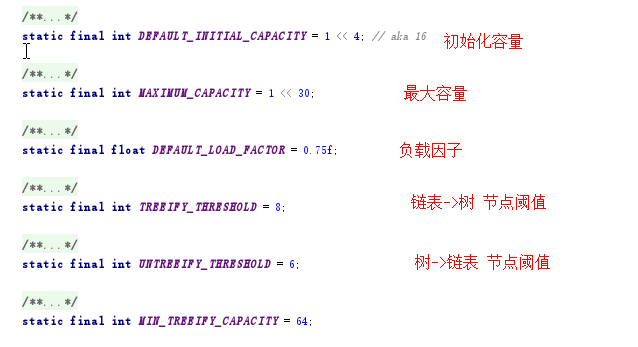 /**...*/
static final int DEFAULT_INITIAL_CAPACITY = 1 << 4; // aka 16 初始化容量
/**...*/
static final int MAXIMUM_CAPACITY = 1 << 30; 最大容量
/**...*/
static final float DEFAULT_LOAD_FACTOR = 0.75f; 负载因子
/**...*/
static final int TREEIFY_THRESHOLD = 8; 链表->树 节点阈值
/**...*/
static final int UNTREEIFY_THRESHOLD = 6; 树->链表 节点阈值
/**...*/
static final int MIN_TREEIFY_CAPACITY = 64;